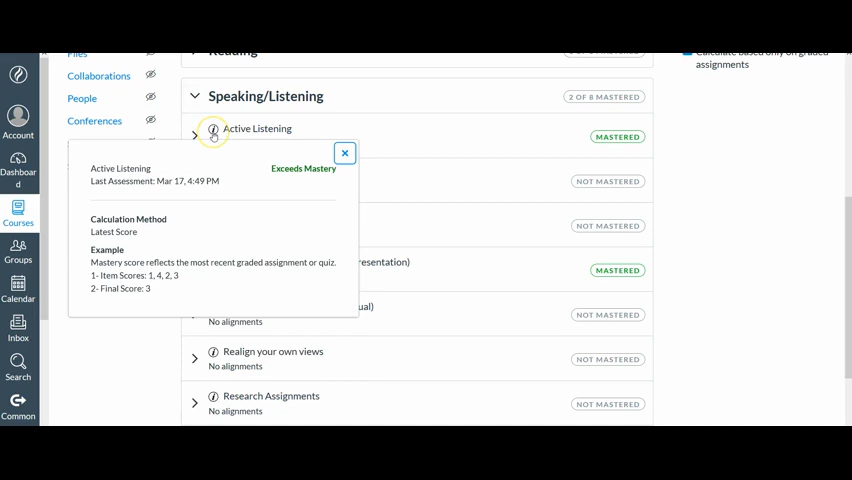 Files
Reading
Calculate based only on graded
assignments
Collaborations
People
Conferences
Speaking/Listening
2 OF 8 MASTERED
Active Listening
MASTERED
Active Listening
Exceeds Mastery
Last Assessment: Mar 17, 4:49 PM
Calculation Method
Latest Score
Example
Mastery score reflects the most recent graded assignment or quiz.
1- Item Scores: 1, 4, 2, 3
2- Final Score: 3
NOT MASTERED
NOT MASTERED
resentation)
MASTERED
ual)
No alignments
NOT MASTERED
Realign your own views
No alignments
NOT MASTERED
Research Assignments
No alignments
NOT MASTERED
Account
Dashboar
d
Courses
Groups
Calendar
Inbox
Search
Common